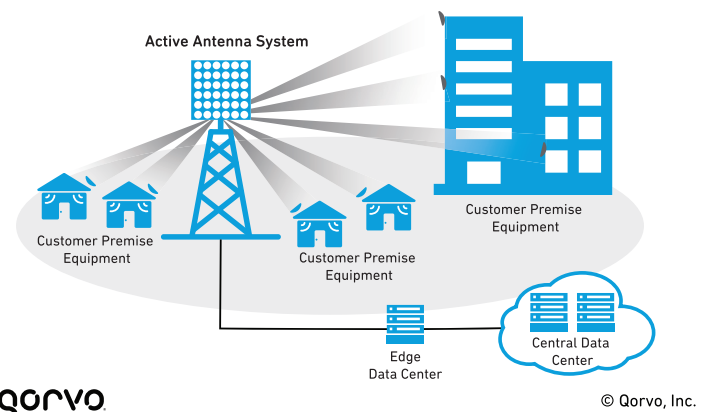 Active Antenna System
Customer Premise
Equipment
Customer Premise
Equipment
Customer Premise
Equipment
Edge
Data Center
Central Data
Center
QORVO
© Qorvo, Inc.